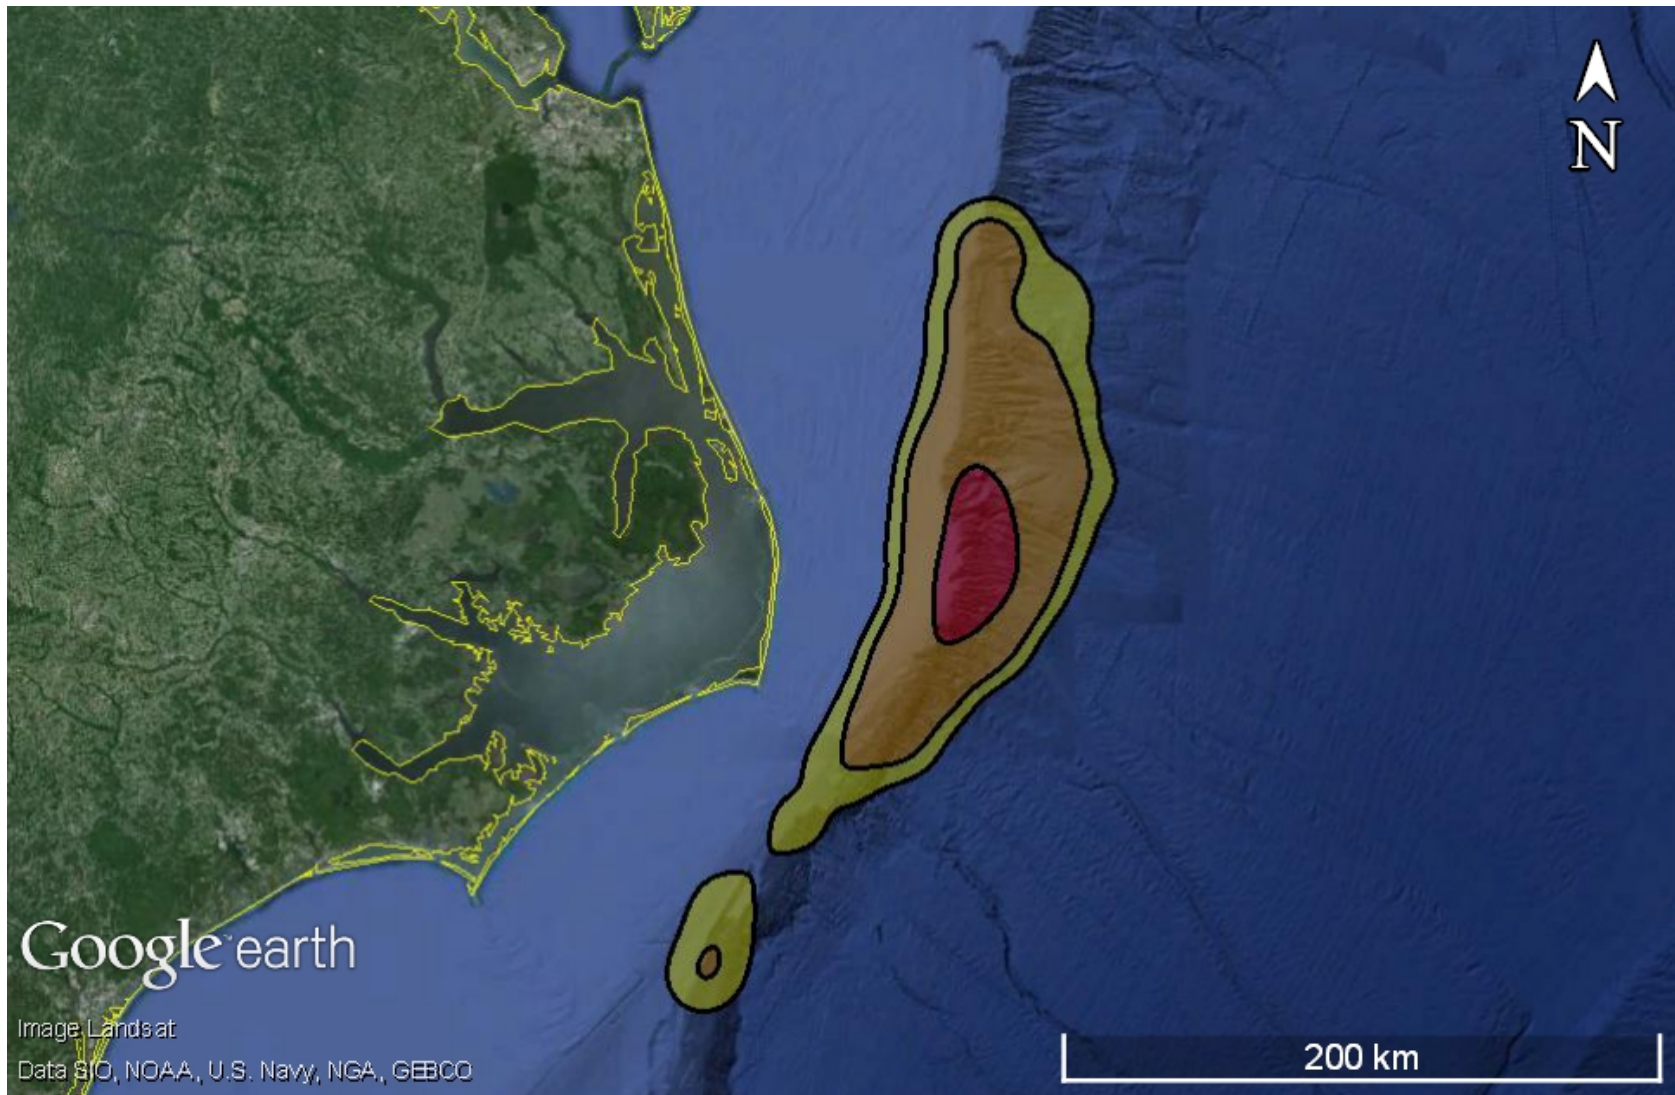 N
Google earth
Image Landsat
Data SIO, NOAA, U.S. Navy, NGA, GEBCO
200 km